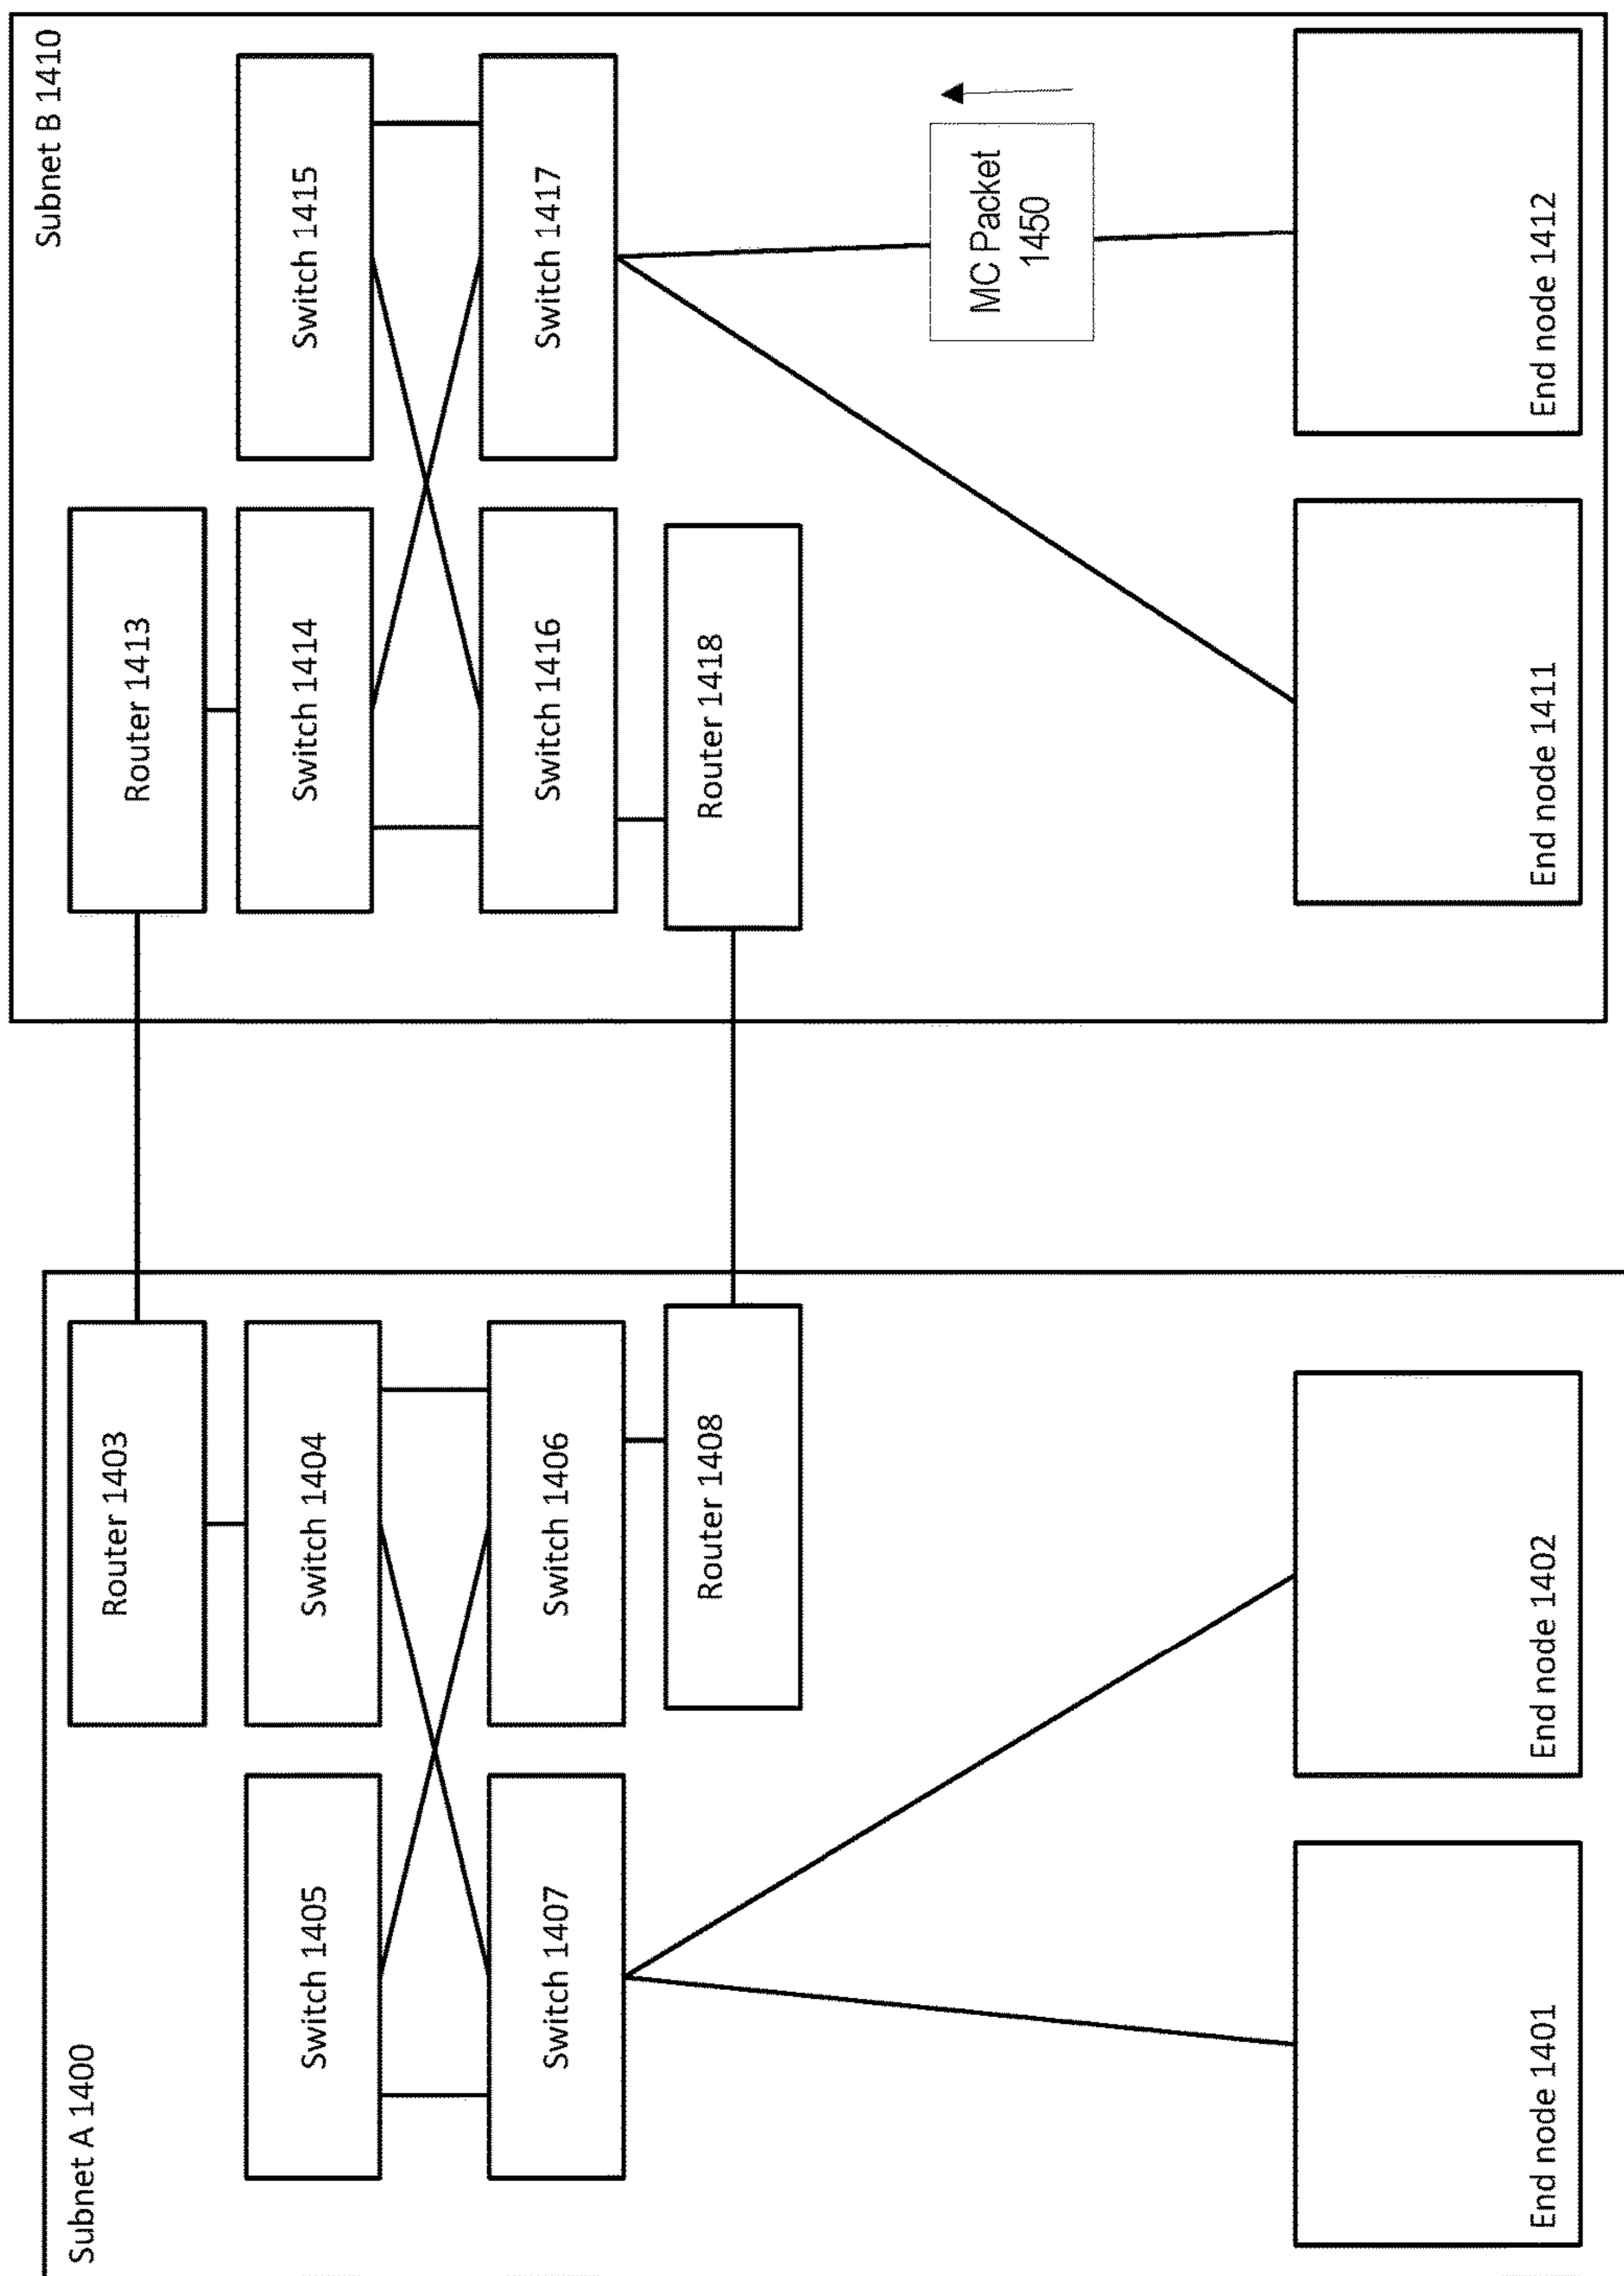 Subnet A 1400
Router 1403
Switch 1405
Switch 1404
Switch 1407
Switch 1406
Router 1408
End node 1401
End node 1402
Subnet B 1410
Router 1413
Switch 1414
Switch 1415
Switch 1416
Switch 1417
Router 1418
MC Packet
1450
End node 1411
End node 1412